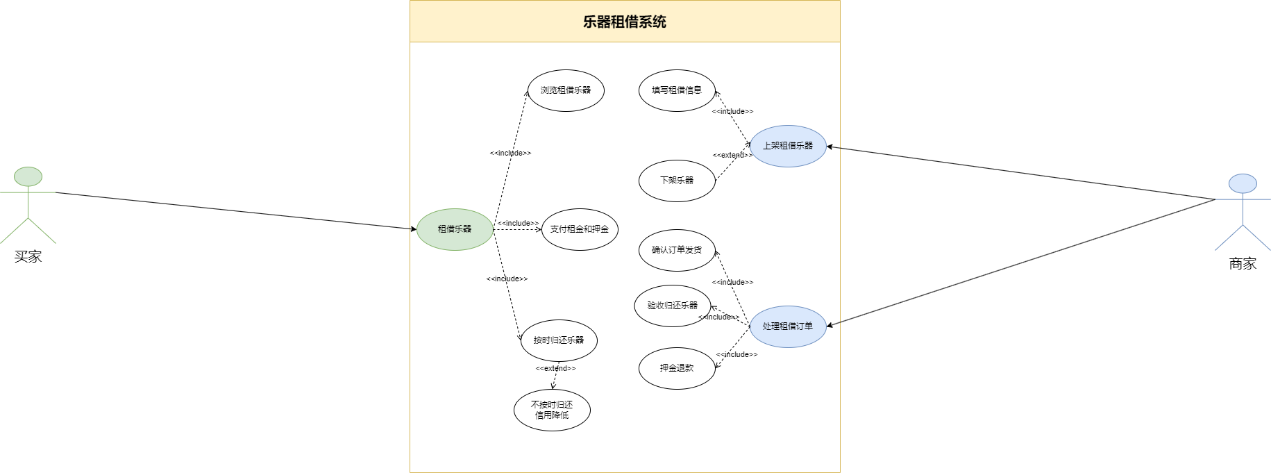 乐器租借系统
浏览租借乐器
填写租借信息
<<include>>
上架租借乐器
<<include>>
<<extend>>
下架乐器
租借乐器
<<include>>
支付租金和押金
买家
商家
确认订单发货
<<include>>
<<include>>
验收归还乐器
<<include>>
处理租借订单
按时归还乐器
<<include>>
押金退款
<<extend>>
不按时归还
信用降低